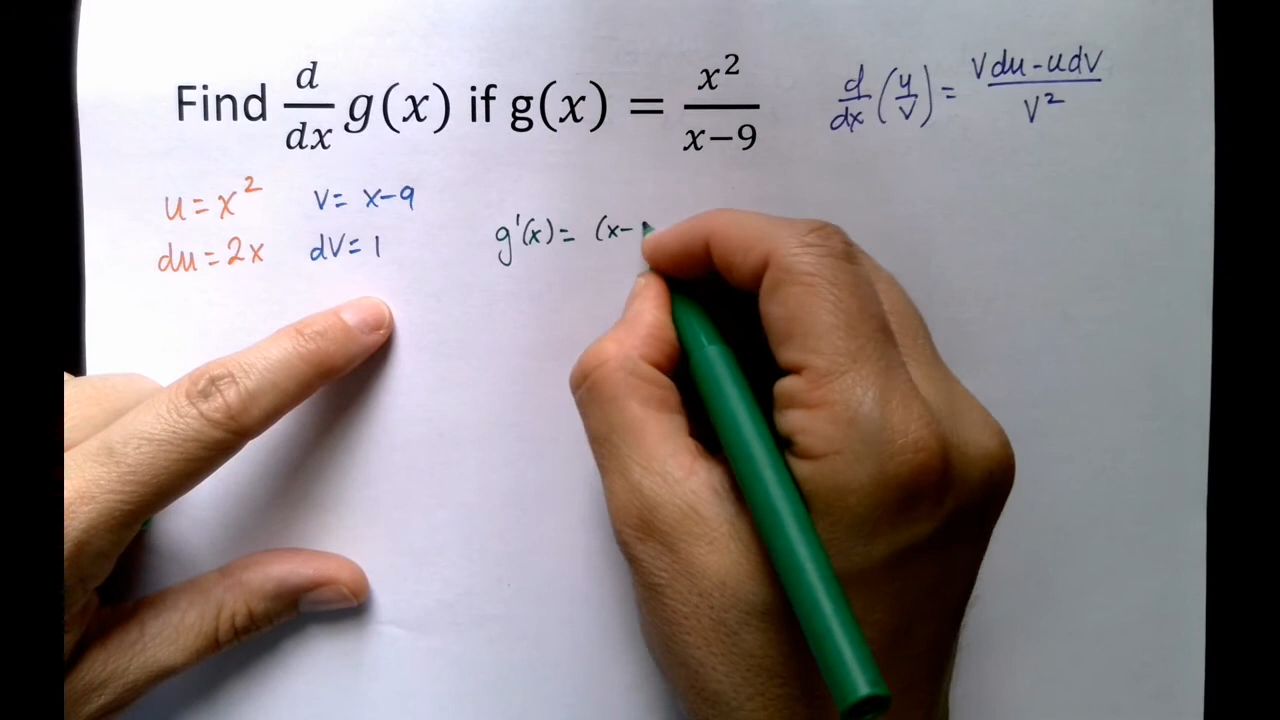 Find d/dx g(x) if g(x) = x²/(x−9)
d/dx (u/v) = (Vdu - udv)/V²
u = x² v = x-9
du = 2x dV = 1
g'(x) = (x-